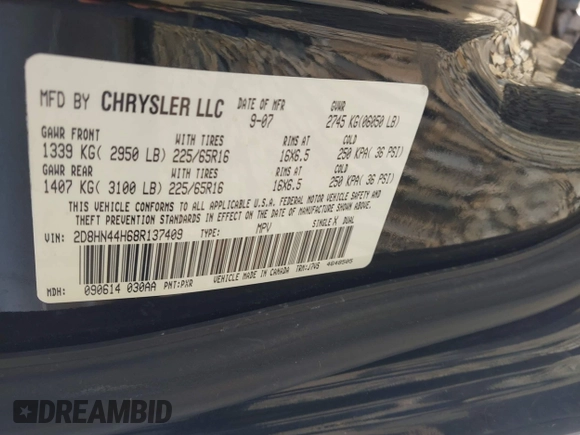 MFD BY CHRYSLER LLC DATE OF MFR GVWR
9-07 2745 KG(06050 LB)
GAWR FRONT WITH TIRES RIMS AT COLD
1339 KG( 2950 LB) 225/65R16 16X6.5 250 KPA( 36 PSI)
GAWR REAR WITH TIRES RIMS AT COLD
1407 KG( 3100 LB) 225/65R16 16X6.5 250 KPA( 36 PSI)
THIS VEHICLE CONFORMS TO ALL APPLICABLE U.S.A. FEDERAL MOTOR VEHICLE SAFETY AND
THEFT PREVENTION STANDARDS IN EFFECT ON THE DATE OF MANUFACTURE SHOWN ABOVE.
VIN: 2D8HN44H68R137409 TYPE: MPV SINGLE X DUAL
MDH: 090614 030AA PNT:PXR VEHICLE MADE IN CANADA TRM:J7V8
DREAMBID